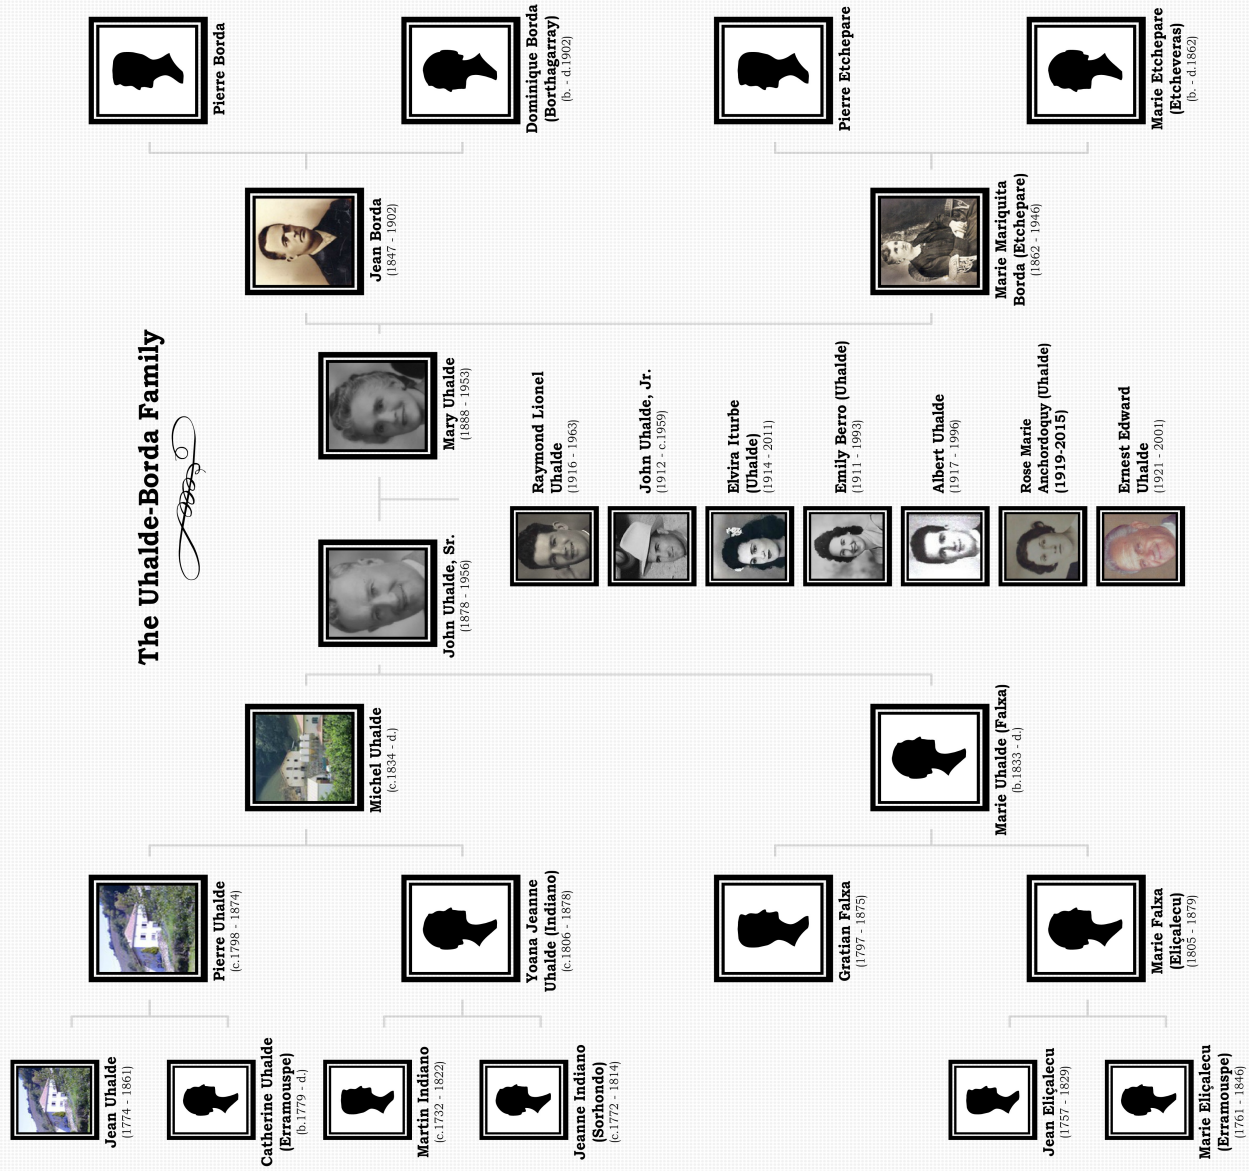 The Uhalde-Borda Family
Jean Uhalde
(1774 - 1861)
Catherine Uhalde
(Erramouspe)
(b.1779 - d.)
Martin Indiano
(c.1732 - 1822)
Jeanne Indiano
(Sorhondo)
(c.1772 - 1814)
Jean Eliçalecu
(1757 - 1829)
Marie Eliçalecu
(Erramouspe)
(1761 - 1846)
Pierre Uhalde
(c.1798 - 1874)
Yoana Jeanne
Uhalde (Indiano)
(c.1806 - 1878)
Gratian Falxa
(1797 - 1875)
Marie Falxa
(Eliçalecu)
(1805 - 1879)
Michel Uhalde
(c.1834 - d.)
Marie Uhalde (Falxa)
(b.1833 - d.)
John Uhalde, Sr.
(1878 - 1956)
Mary Uhalde
(1888 - 1953)
Raymond Lionel
Uhalde
(1916 - 1963)
John Uhalde, Jr.
(1912 - c.1959)
Elvira Iturbe
(Uhalde)
(1914 - 2011)
Emily Berro (Uhalde)
(1911 - 1993)
Albert Uhalde
(1917 - 1996)
Rose Marie
Anchordoquy (Uhalde)
(1919-2015)
Ernest Edward
Uhalde
(1921 - 2001)
Jean Borda
(1847 - 1902)
Marie Mariquita
Borda (Etchepare)
(1862 - 1946)
Pierre Borda
Dominique Borda
(Borthagarray)
(b. - d.1902)
Pierre Etchepare
Marie Etchepare
(Etcheveras)
(b. - d.1862)